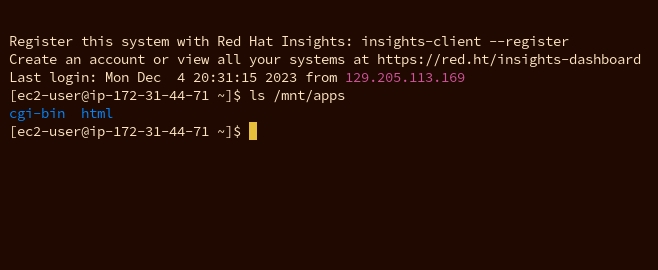 Register this system with Red Hat Insights: insights-client --register
Create an account or view all your systems at https://red.ht/insights-dashboard
Last login: Mon Dec  4 20:31:15 2023 from 129.205.113.169
[ec2-user@ip-172-31-44-71 ~]$ ls /mnt/apps
cgi-bin  html
[ec2-user@ip-172-31-44-71 ~]$